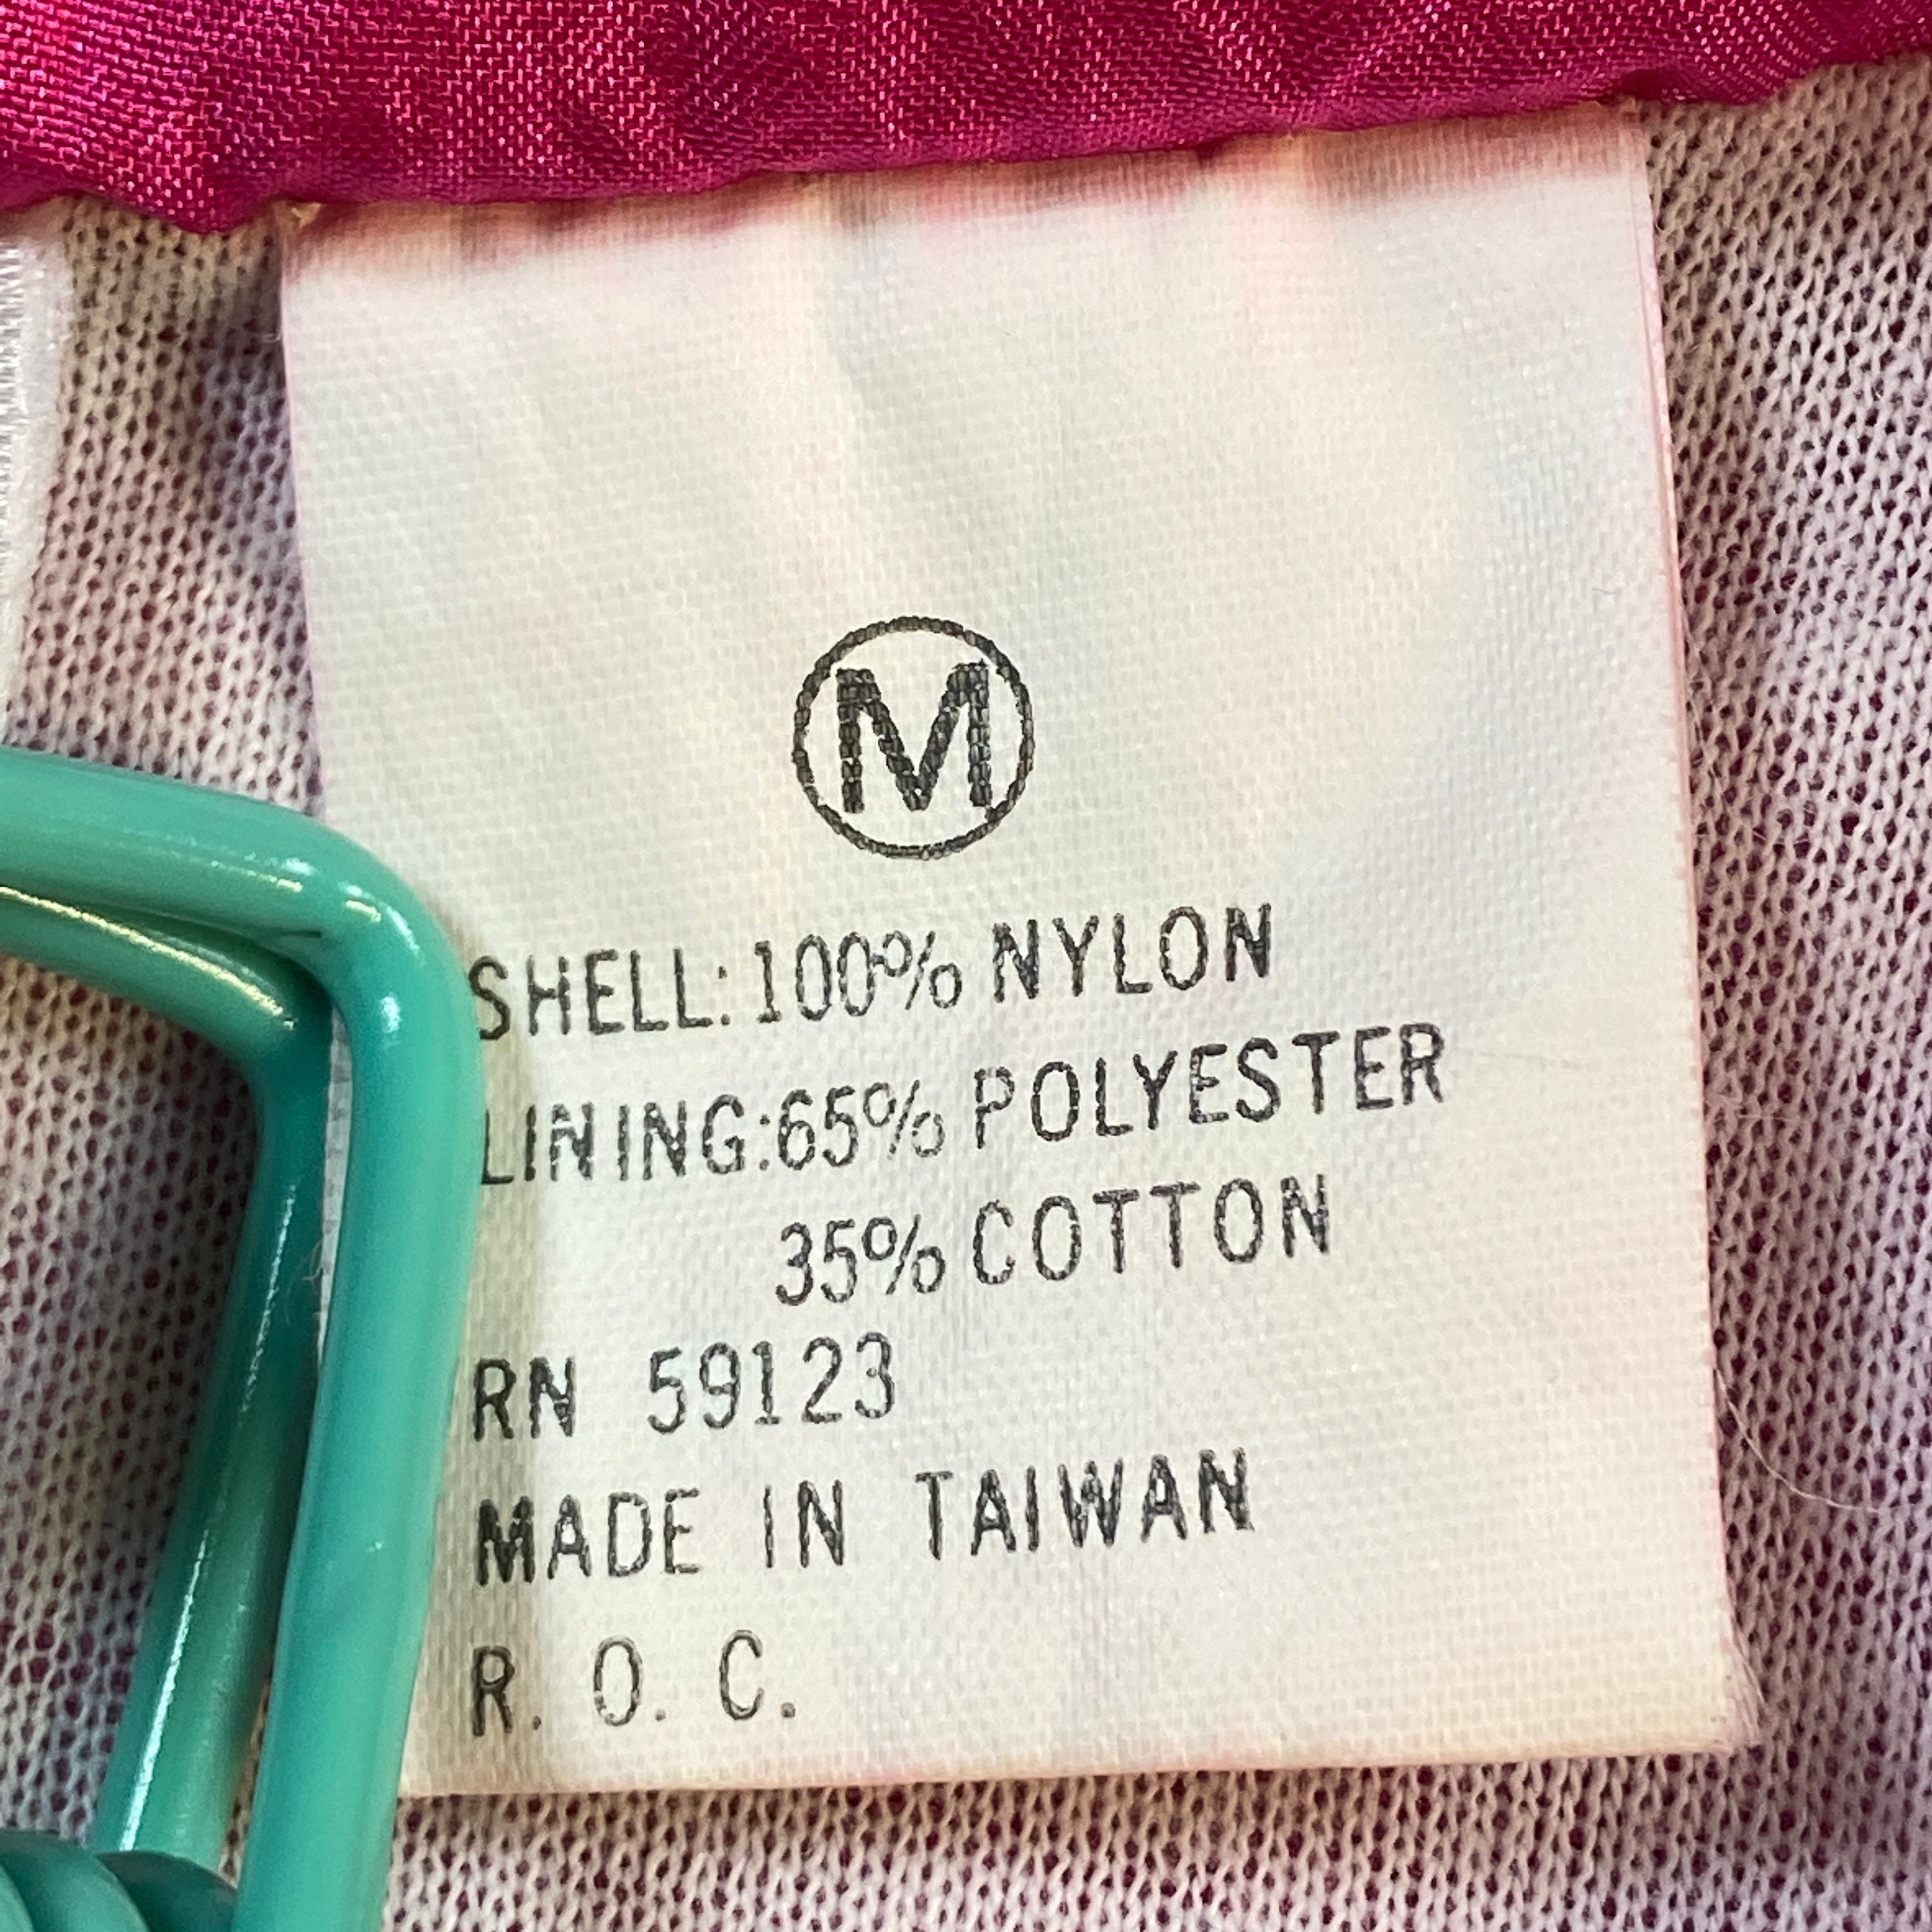 M
SHELL:100% NYLON
LINING:65% POLYESTER
35% COTTON
RN 59123
MADE IN TAIWAN
R. O. C.